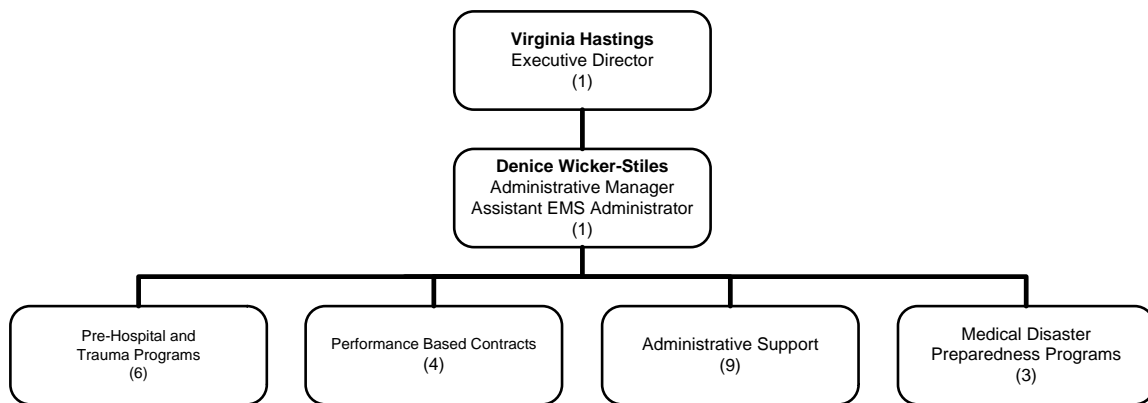 Virginia Hastings
Executive Director
(1)
Denice Wicker-Stiles
Administrative Manager
Assistant EMS Administrator
(1)
Pre-Hospital and
Trauma Programs
(6)
Performance Based Contracts
(4)
Administrative Support
(9)
Medical Disaster
Preparedness Programs
(3)